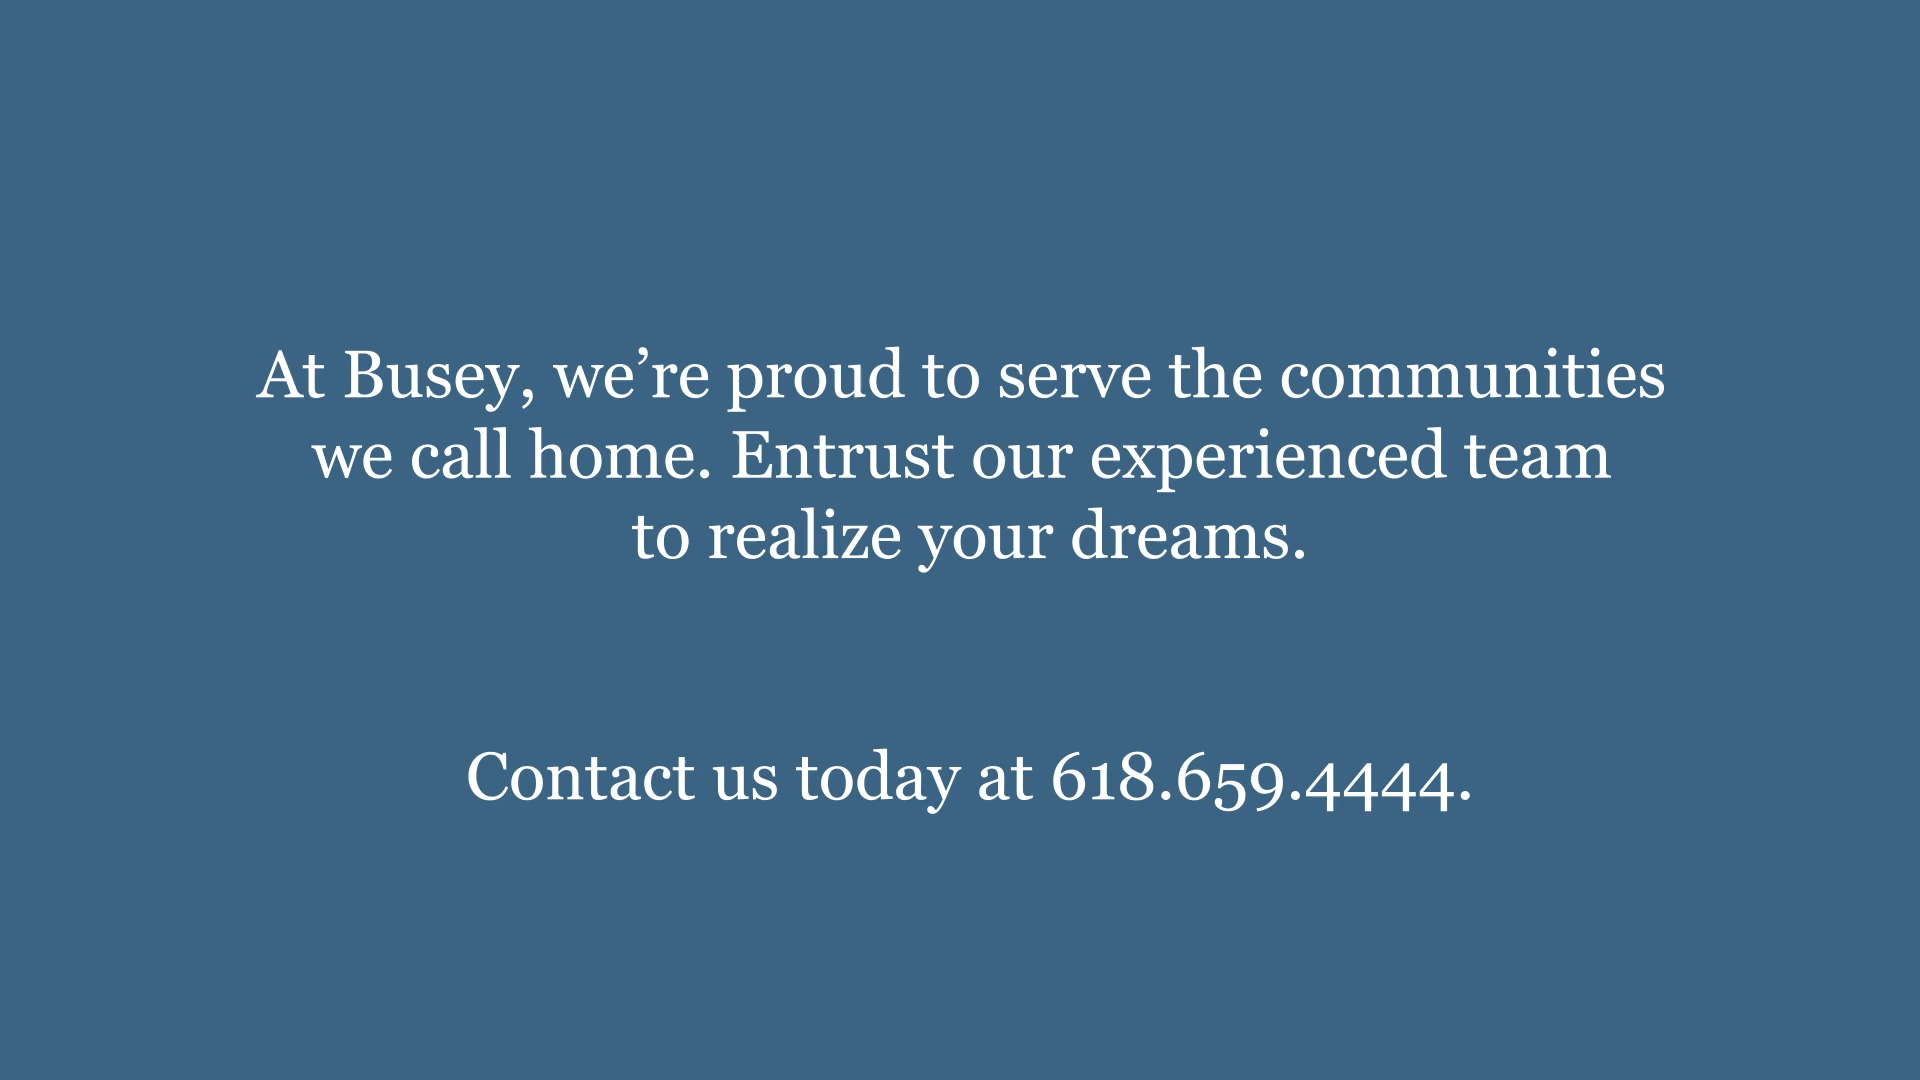 At Busey, we’re proud to serve the communities
we call home. Entrust our experienced team
to realize your dreams.
Contact us today at 618.659.4444.